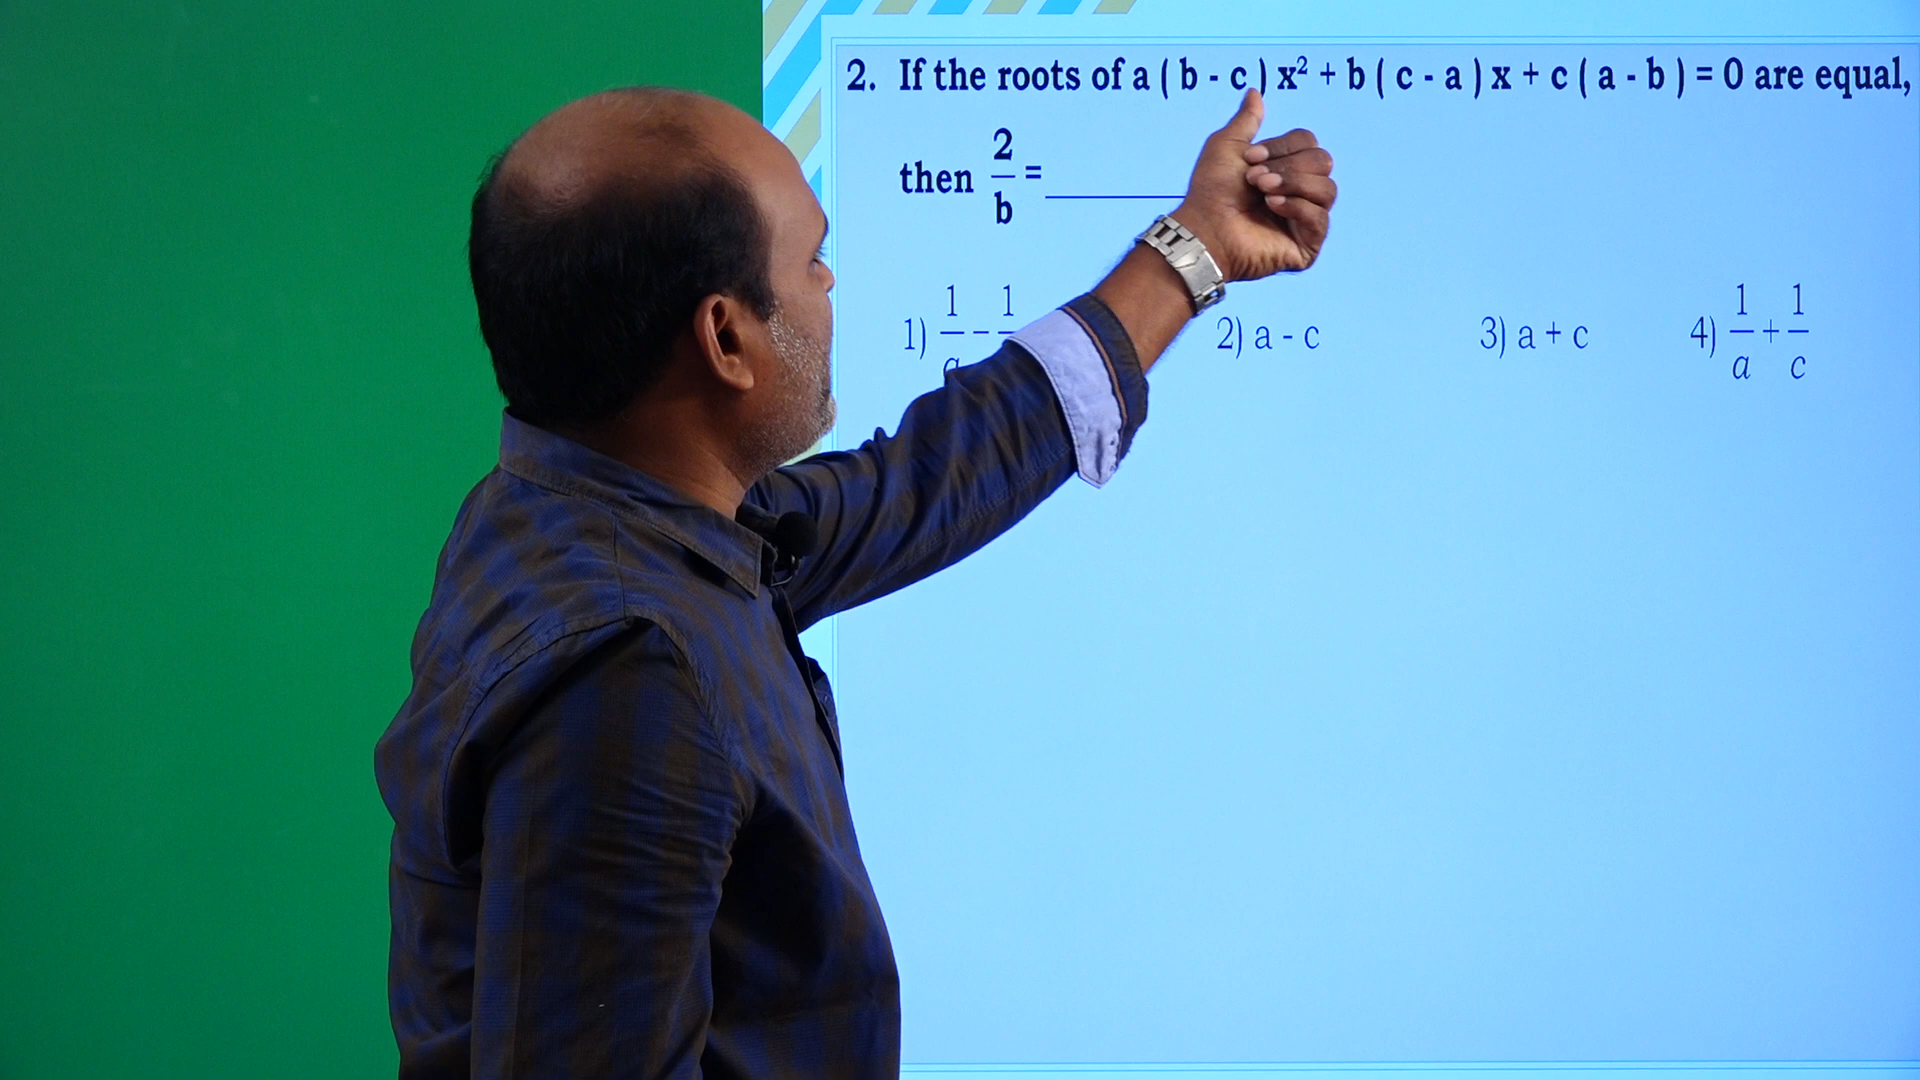 2. If the roots of a ( b - c ) x² + b ( c - a ) x + c ( a - b ) = 0 are equal,
then 2/b = ________
1) 1/a - 1/ 2) a - c 3) a + c 4) 1/a + 1/c